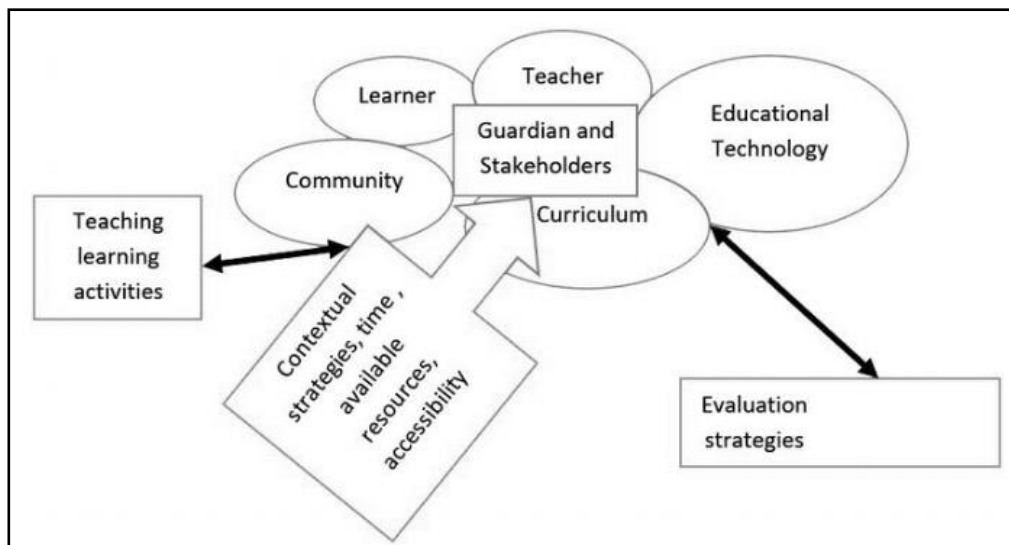 Teacher
Learner
Educational
Technology
Guardian and
Stakeholders
Community
Curriculum
Teaching
learning
activities
Contextual
strategies, time ,
available
resources,
accessibility
Evaluation
strategies